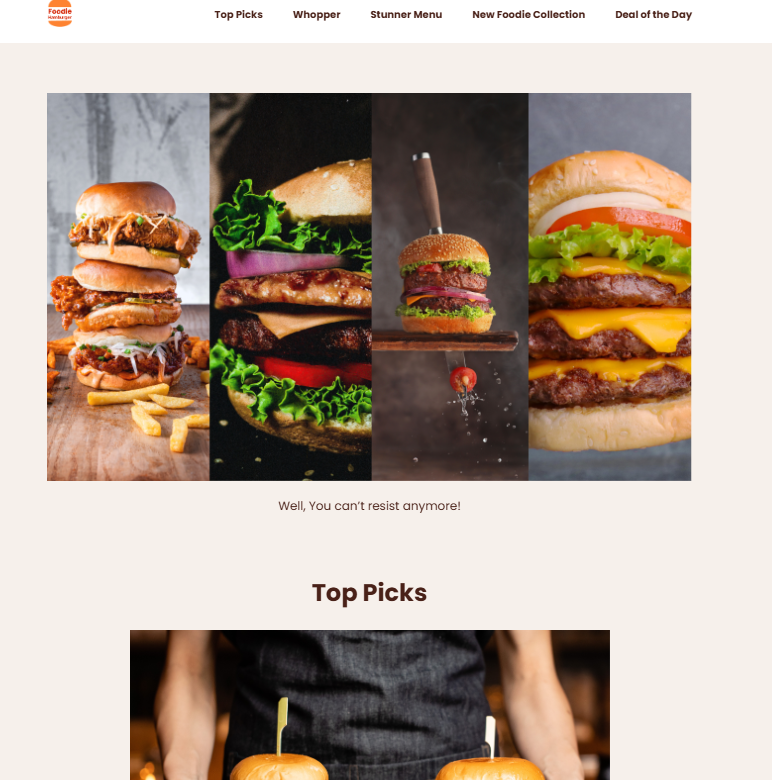 Foodie
Hamburger
Top Picks Whopper Stunner Menu New Foodie Collection Deal of the Day
Well, You can’t resist anymore!
Top Picks